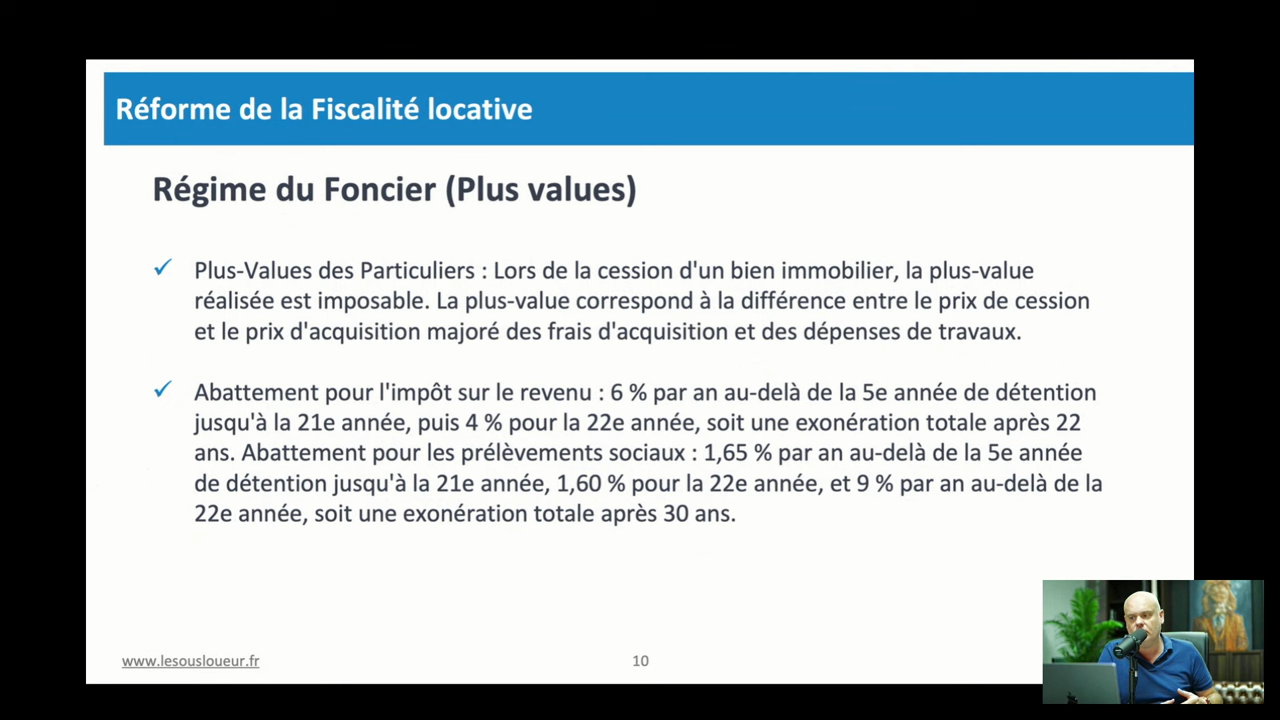 Réforme de la Fiscalité locative
Régime du Foncier (Plus values)
✓ Plus-Values des Particuliers : Lors de la cession d'un bien immobilier, la plus-value
réalisée est imposable. La plus-value correspond à la différence entre le prix de cession
et le prix d'acquisition majoré des frais d'acquisition et des dépenses de travaux.
✓ Abattement pour l'impôt sur le revenu : 6 % par an au-delà de la 5e année de détention
jusqu'à la 21e année, puis 4 % pour la 22e année, soit une exonération totale après 22
ans. Abattement pour les prélèvements sociaux : 1,65 % par an au-delà de la 5e année
de détention jusqu'à la 21e année, 1,60 % pour la 22e année, et 9 % par an au-delà de la
22e année, soit une exonération totale après 30 ans.
www.lesousloueur.fr
10